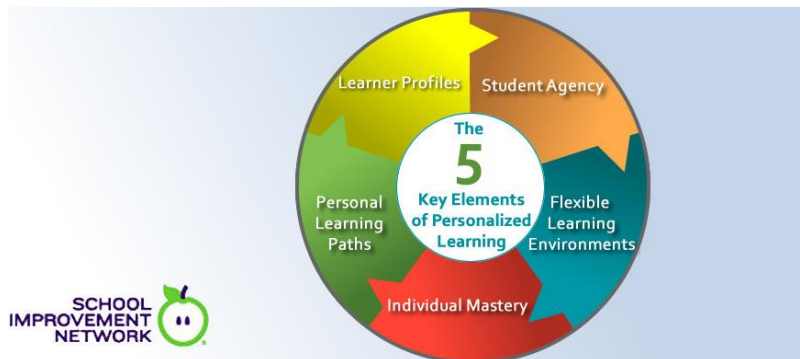 Learner Profiles
Student Agency
The
5
Key Elements
of Personalized
Learning
Personal
Learning
Paths
Flexible
Learning
Environments
Individual Mastery
SCHOOL
IMPROVEMENT
NETWORK